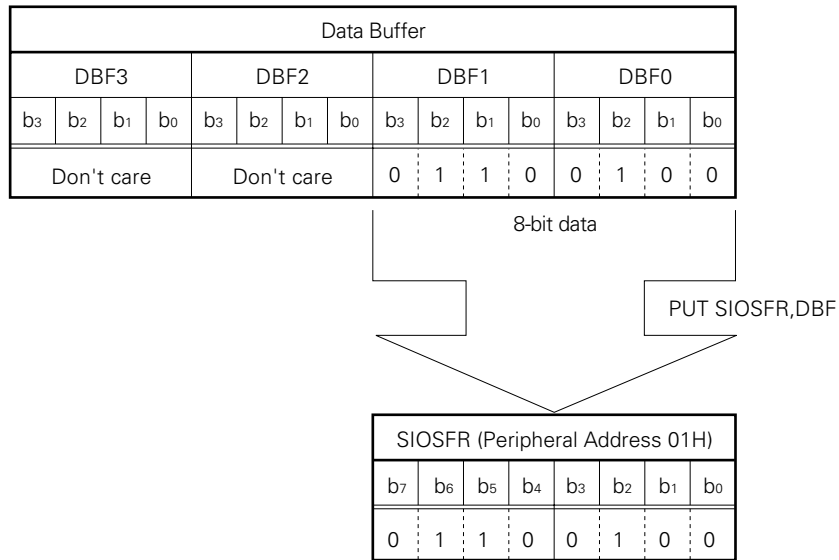 Data Buffer
DBF3 DBF2 DBF1 DBF0
b3 b2 b1 b0 b3 b2 b1 b0 b3 b2 b1 b0 b3 b2 b1 b0
Don't care Don't care 0 1 1 0 0 1 0 0
8-bit data
PUT SIOSFR,DBF
SIOSFR (Peripheral Address 01H)
b7 b6 b5 b4 b3 b2 b1 b0
0 1 1 0 0 1 0 0